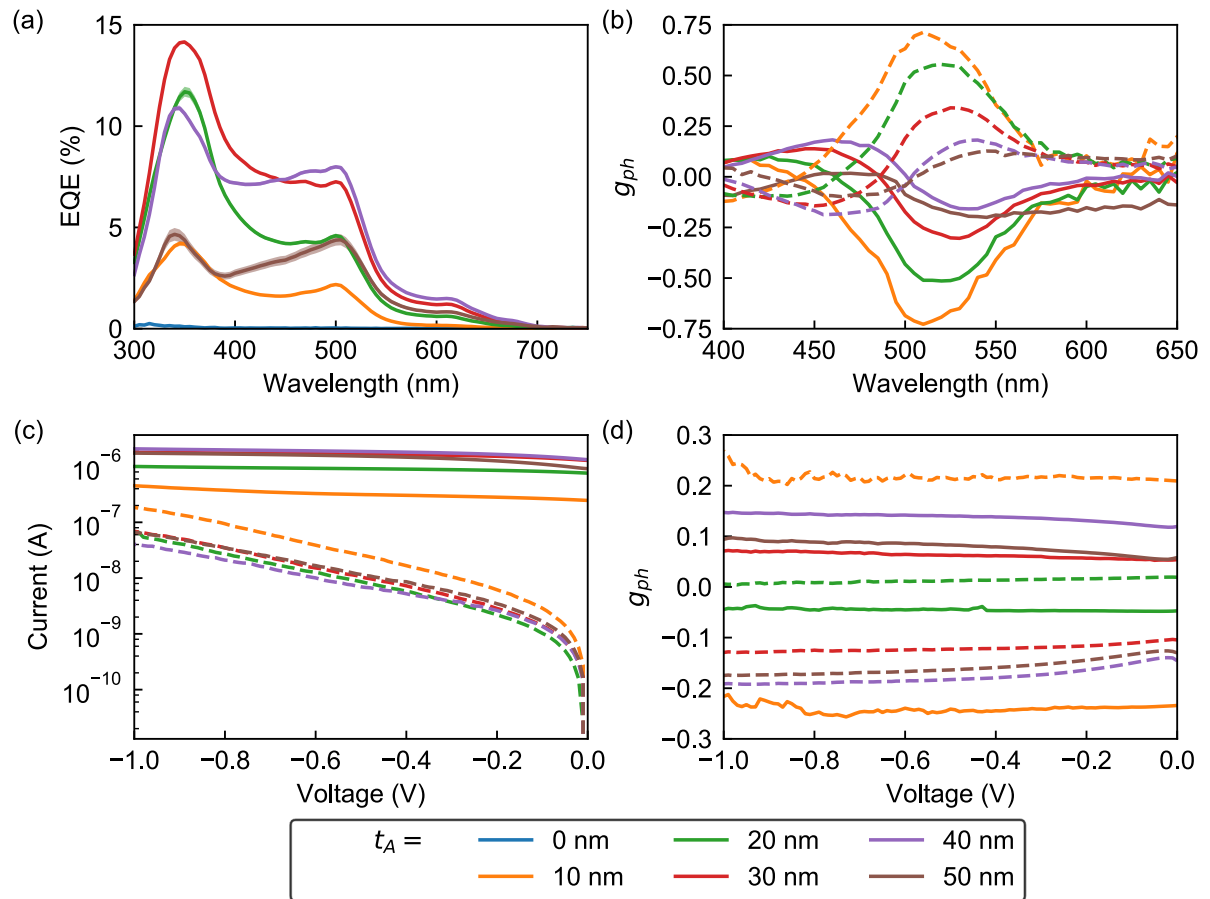 (a)
15
10
5
0
EQE (%)
300 400 500 600 700
Wavelength (nm)
(b)
0.75
0.50
0.25
0.00
−0.25
−0.50
−0.75
g_ph
400 450 500 550 600 650
Wavelength (nm)
(c)
10⁻⁶
10⁻⁷
10⁻⁸
10⁻⁹
10⁻¹⁰
Current (A)
−1.0 −0.8 −0.6 −0.4 −0.2 0.0
Voltage (V)
(d)
0.3
0.2
0.1
0.0
−0.1
−0.2
−0.3
g_ph
−1.0 −0.8 −0.6 −0.4 −0.2 0.0
Voltage (V)
t_A = 0 nm 20 nm 40 nm
10 nm 30 nm 50 nm